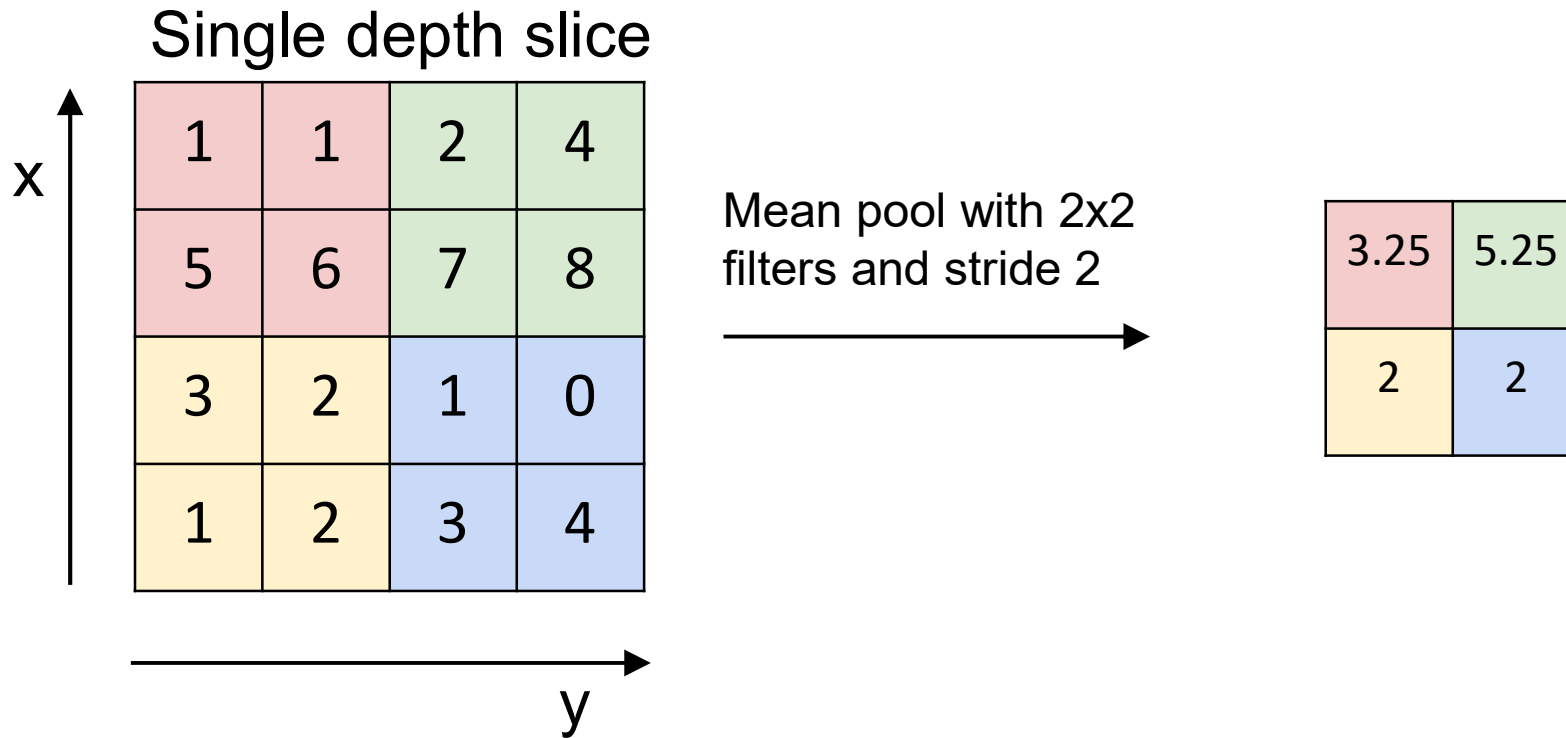 Single depth slice
x
1 1 2 4
5 6 7 8
3 2 1 0
1 2 3 4
y
Mean pool with 2x2
filters and stride 2
3.25 5.25
2 2